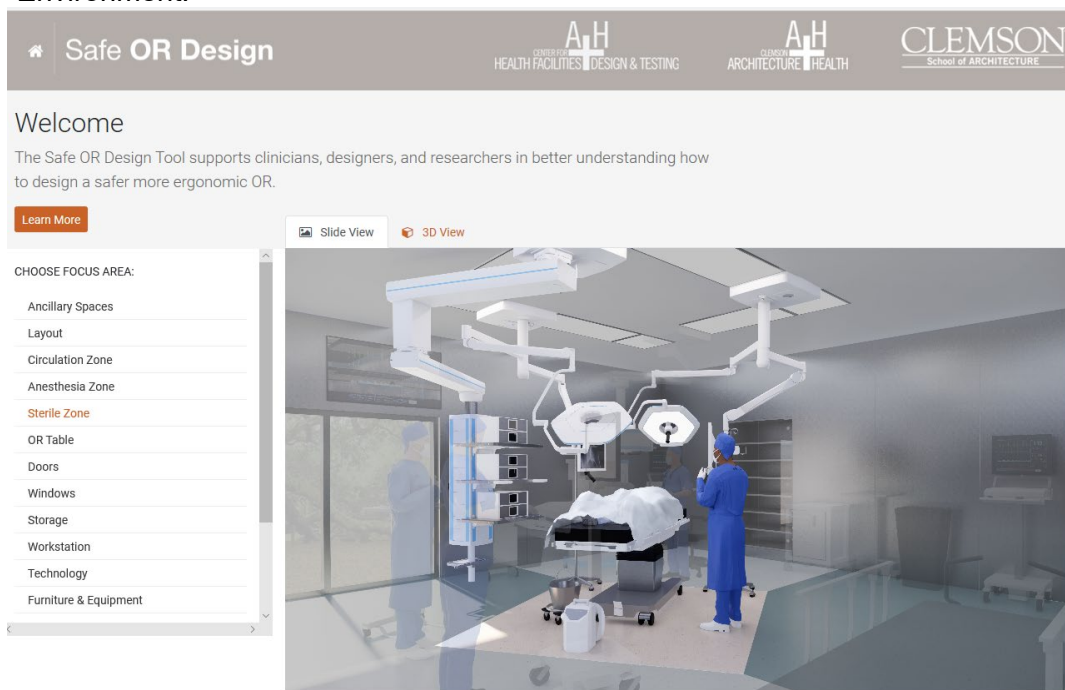 Environment.
Safe OR Design
A+H
CENTER FOR
HEALTH FACILITIES DESIGN & TESTING
A+H
CLEMSON
ARCHITECTURE HEALTH
CLEMSON
School of ARCHITECTURE
Welcome
The Safe OR Design Tool supports clinicians, designers, and researchers in better understanding how
to design a safer more ergonomic OR.
Learn More
Slide View
3D View
CHOOSE FOCUS AREA:
Ancillary Spaces
Layout
Circulation Zone
Anesthesia Zone
Sterile Zone
OR Table
Doors
Windows
Storage
Workstation
Technology
Furniture & Equipment